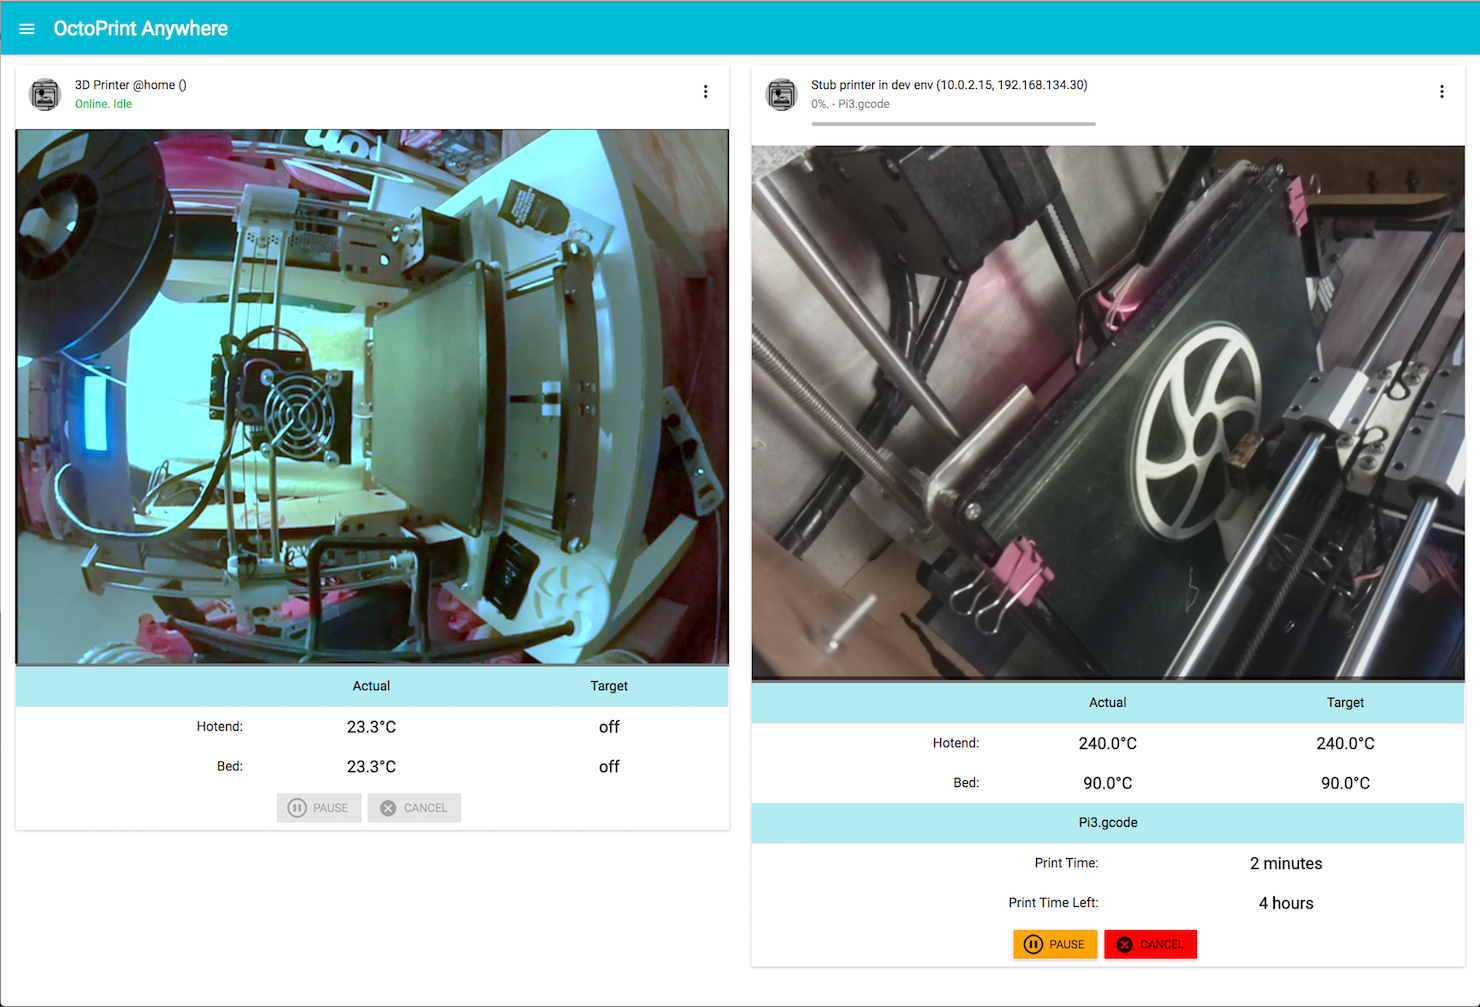 OctoPrint Anywhere
3D Printer @home ()
Online. Idle
Actual Target
Hotend: 23.3°C off
Bed: 23.3°C off
PAUSE CANCEL
Stub printer in dev env (10.0.2.15, 192.168.134.30)
0%. - Pi3.gcode
Actual Target
Hotend: 240.0°C 240.0°C
Bed: 90.0°C 90.0°C
Pi3.gcode
Print Time: 2 minutes
Print Time Left: 4 hours
PAUSE CANCEL